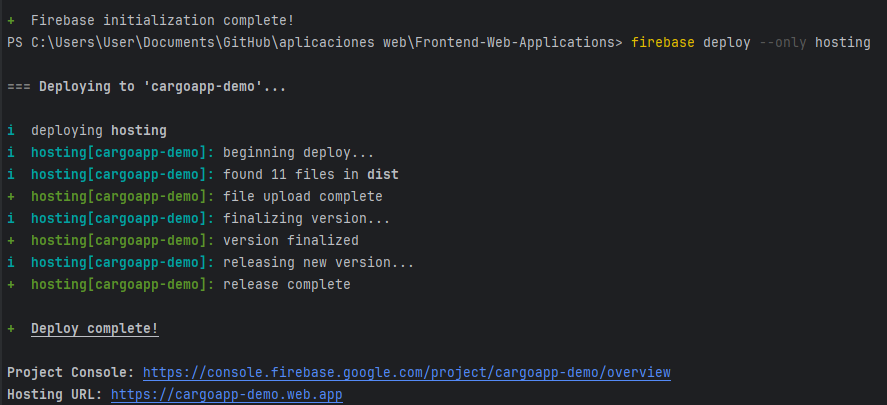 + Firebase initialization complete!
PS C:\Users\User\Documents\GitHub\aplicaciones web\Frontend-Web-Applications> firebase deploy --only hosting
=== Deploying to 'cargoapp-demo'...
i deploying hosting
i hosting[cargoapp-demo]: beginning deploy...
i hosting[cargoapp-demo]: found 11 files in dist
+ hosting[cargoapp-demo]: file upload complete
i hosting[cargoapp-demo]: finalizing version...
+ hosting[cargoapp-demo]: version finalized
i hosting[cargoapp-demo]: releasing new version...
+ hosting[cargoapp-demo]: release complete
+ Deploy complete!
Project Console: https://console.firebase.google.com/project/cargoapp-demo/overview
Hosting URL: https://cargoapp-demo.web.app